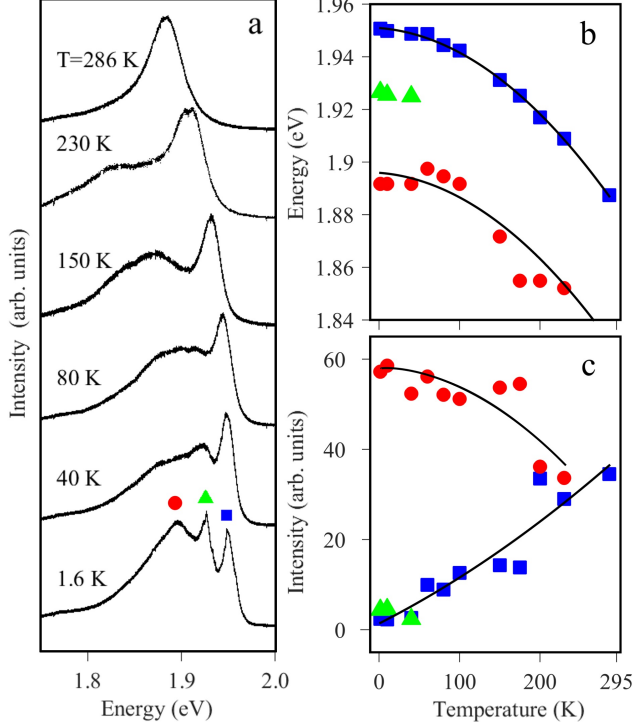 a
T=286 K
230 K
150 K
80 K
40 K
1.6 K
Intensity (arb. units)
1.8
1.9
2.0
Energy (eV)
b
1.96
1.94
1.92
1.9
1.88
1.86
1.84
Energy (eV)
c
60
40
20
0
Intensity (arb. units)
0
100
200
295
Temperature (K)